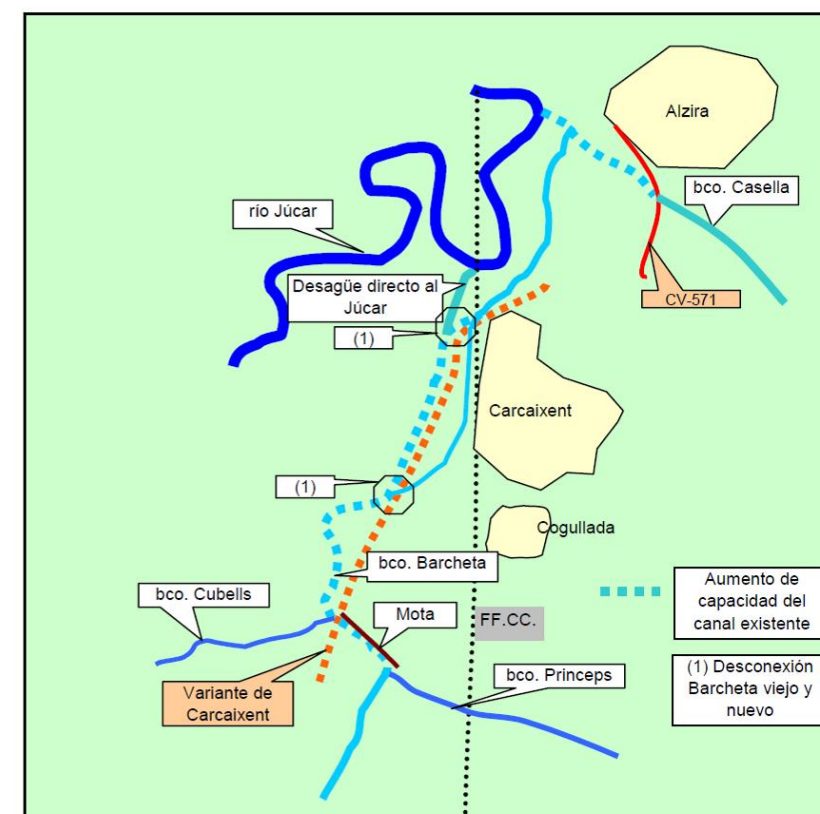 Alzira
bco. Casella
río Júcar
Desagüe directo al
Júcar
CV-571
(1)
Carcaixent
(1)
Cogullada
bco. Barcheta
bco. Cubells
Mota
FF.CC.
Aumento de
capacidad del
canal existente
Variante de
Carcaixent
bco. Princeps
(1) Desconexión
Barcheta viejo y
nuevo